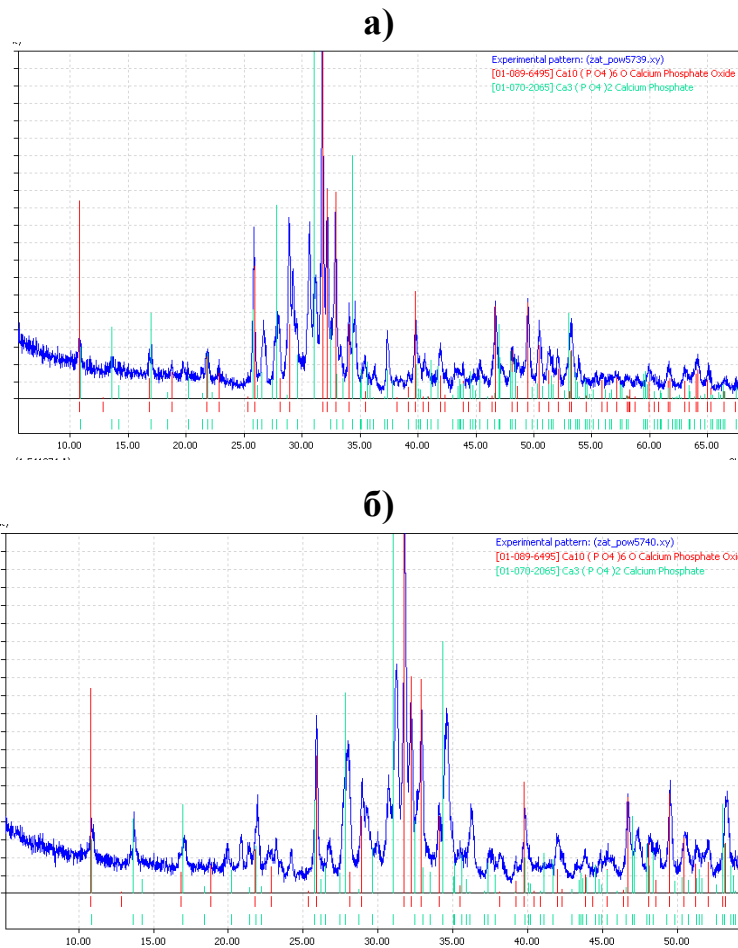 а)
Experimental pattern: (zat_pow5739.xy)
[01-089-6495] Ca10 ( P O4 )6 O Calcium Phosphate Oxide
[01-070-2065] Ca3 ( P O4 )2 Calcium Phosphate
10.00 15.00 20.00 25.00 30.00 35.00 40.00 45.00 50.00 55.00 60.00 65.00
б)
Experimental pattern: (zat_pow5740.xy)
[01-089-6495] Ca10 ( P O4 )6 O Calcium Phosphate Oxi
[01-070-2065] Ca3 ( P O4 )2 Calcium Phosphate
10.00 15.00 20.00 25.00 30.00 35.00 40.00 45.00 50.00